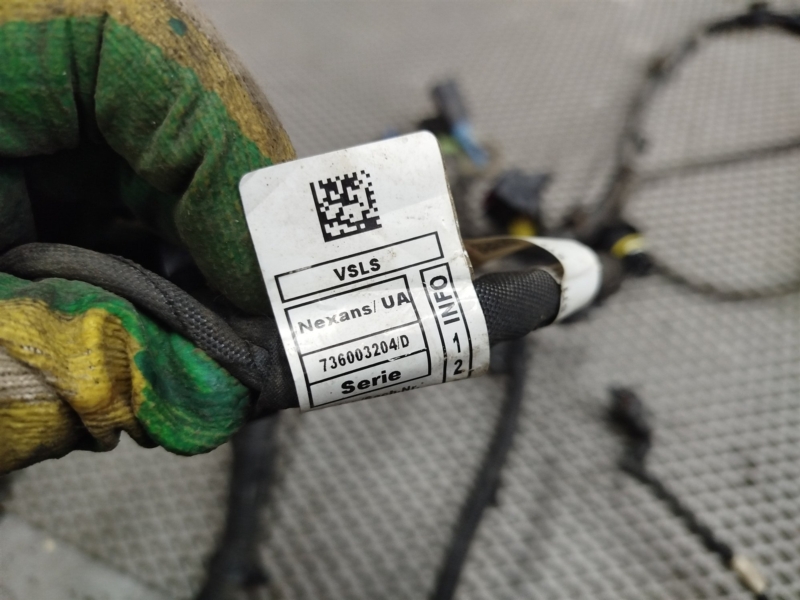 VSLS
Nexans/ UA
736003204/D
Serie
INFO
1
2